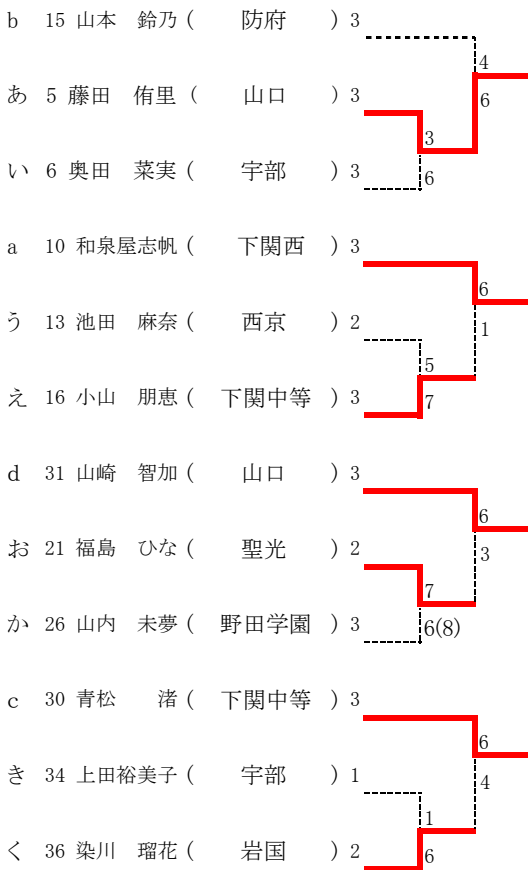 b 15 山本 鈴乃 ( 防府 ) 3
4
あ 5 藤田 侑里 ( 山口 ) 3
6
3
い 6 奥田 菜実 ( 宇部 ) 3
6
a 10 和泉屋志帆 ( 下関西 ) 3
6
う 13 池田 麻奈 ( 西京 ) 2
1
5
え 16 小山 朋恵 ( 下関中等 ) 3
7
d 31 山崎 智加 ( 山口 ) 3
6
お 21 福島 ひな ( 聖光 ) 2
3
7
か 26 山内 未夢 ( 野田学園 ) 3
6(8)
c 30 青松 渚 ( 下関中等 ) 3
6
き 34 上田裕美子 ( 宇部 ) 1
4
1
く 36 染川 瑠花 ( 岩国 ) 2
6